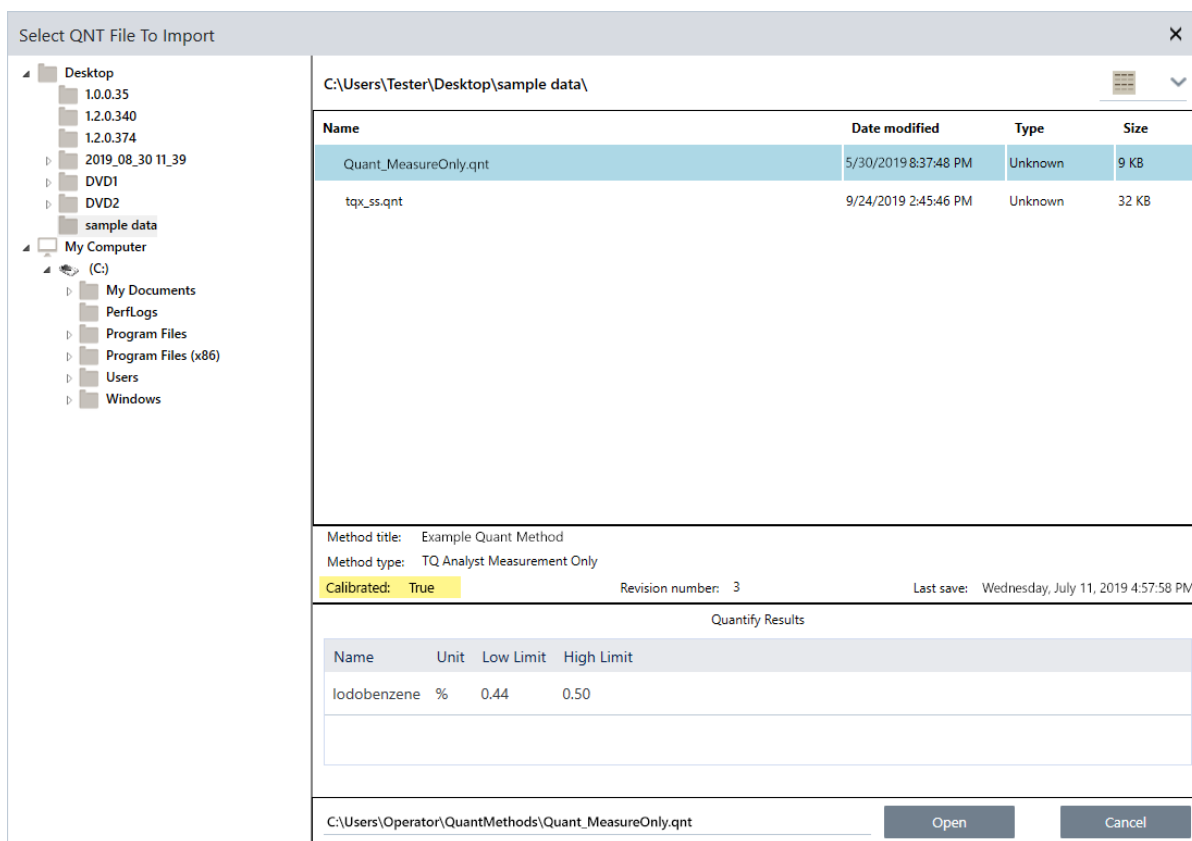 Select QNT File To Import
Desktop
1.0.0.35
1.2.0.340
1.2.0.374
2019_08_30 11_39
DVD1
DVD2
sample data
My Computer
(C:)
My Documents
PerfLogs
Program Files
Program Files (x86)
Users
Windows
C:\Users\Tester\Desktop\sample data\
Name Date modified Type Size
Quant_MeasureOnly.qnt 5/30/2019 8:37:48 PM Unknown 9 KB
tqx_ss.qnt 9/24/2019 2:45:46 PM Unknown 32 KB
Method title: Example Quant Method
Method type: TQ Analyst Measurement Only
Calibrated: True Revision number: 3 Last save: Wednesday, July 11, 2019 4:57:58 PM
Quantify Results
Name Unit Low Limit High Limit
Iodobenzene % 0.44 0.50
C:\Users\Operator\QuantMethods\Quant_MeasureOnly.qnt Open Cancel